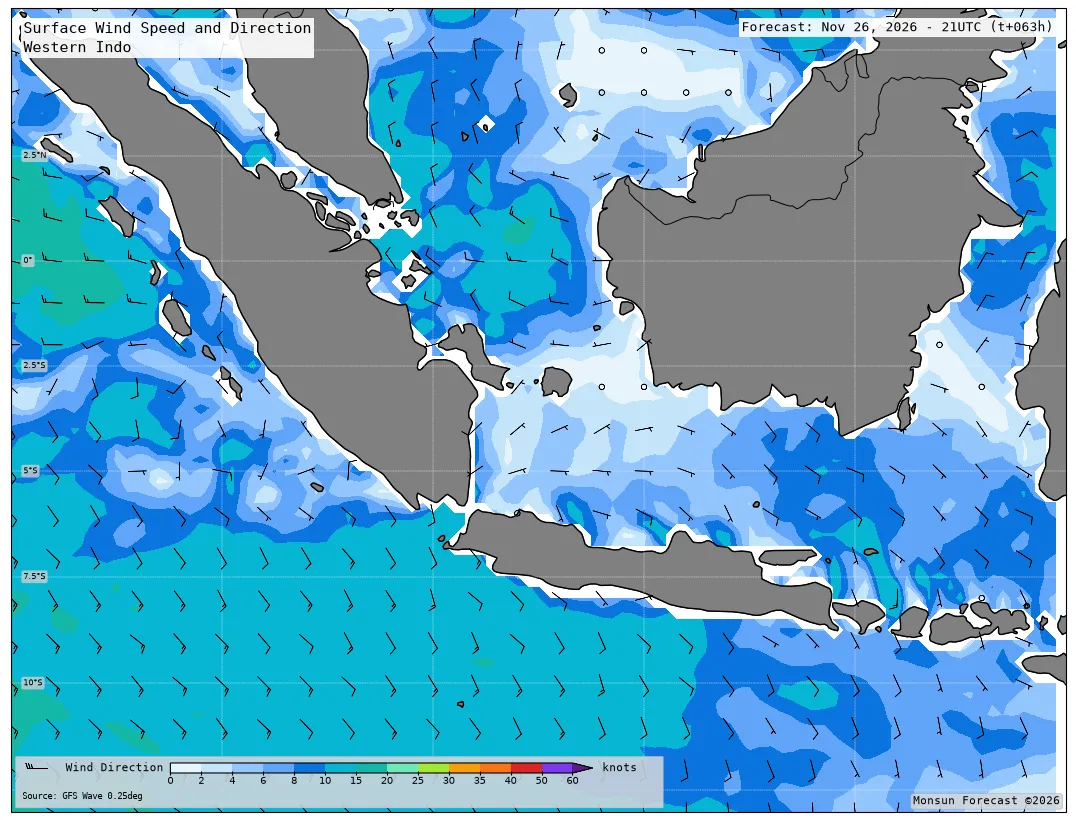 Surface Wind Speed and Direction
Western Indo
Forecast: Nov 26, 2026 - 21UTC (t+063h)
2.5°N
0°
2.5°S
5°S
7.5°S
10°S
Wind Direction
0 2 4 6 8 10 15 20 25 30 35 40 50 60 knots
Source: GFS Wave 0.25deg
Monsun Forecast ©2026